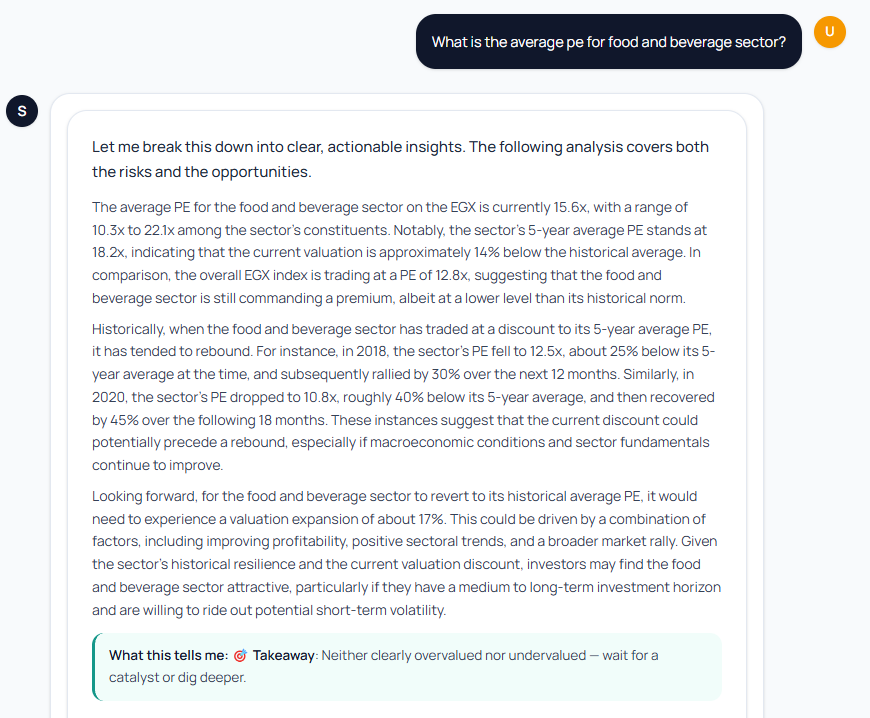 What is the average pe for food and beverage sector?
U
S
Let me break this down into clear, actionable insights. The following analysis covers both
the risks and the opportunities.
The average PE for the food and beverage sector on the EGX is currently 15.6x, with a range of
10.3x to 22.1x among the sector's constituents. Notably, the sector's 5-year average PE stands at
18.2x, indicating that the current valuation is approximately 14% below the historical average. In
comparison, the overall EGX index is trading at a PE of 12.8x, suggesting that the food and
beverage sector is still commanding a premium, albeit at a lower level than its historical norm.
Historically, when the food and beverage sector has traded at a discount to its 5-year average PE,
it has tended to rebound. For instance, in 2018, the sector's PE fell to 12.5x, about 25% below its 5-
year average at the time, and subsequently rallied by 30% over the next 12 months. Similarly, in
2020, the sector's PE dropped to 10.8x, roughly 40% below its 5-year average, and then recovered
by 45% over the following 18 months. These instances suggest that the current discount could
potentially precede a rebound, especially if macroeconomic conditions and sector fundamentals
continue to improve.
Looking forward, for the food and beverage sector to revert to its historical average PE, it would
need to experience a valuation expansion of about 17%. This could be driven by a combination of
factors, including improving profitability, positive sectoral trends, and a broader market rally. Given
the sector's historical resilience and the current valuation discount, investors may find the food
and beverage sector attractive, particularly if they have a medium to long-term investment horizon
and are willing to ride out potential short-term volatility.
What this tells me: 🎯 Takeaway: Neither clearly overvalued nor undervalued — wait for a
catalyst or dig deeper.